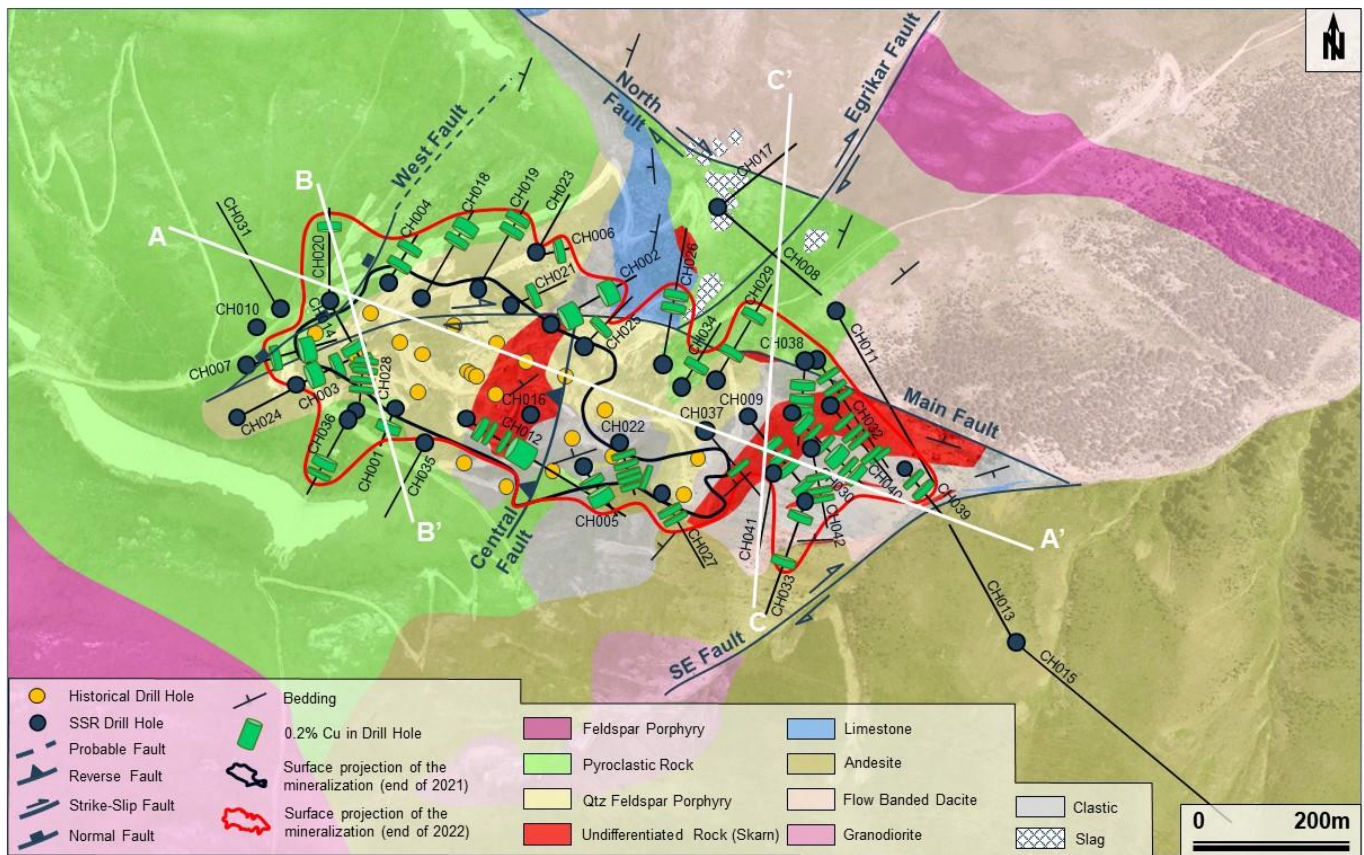 N
C'
North
Fault
Egrikar Fault
West Fault
CH017
B
CH018
CH019
CH023
CH004
CH031
A
CH020
CH006
CH002
CH026
CH008
CH021
CH029
CH010
CH014
CH025
CH034
CH011
CH038
CH007
CH028
CH003
CH024
CH016
CH009
Main Fault
CH037
CH032
CH036
CH012
CH022
CH001
CH035
CH030
CH040
CH039
B'
Central
Fault
CH005
CH042
CH027
CH041
A'
CH033
C
CH013
SE Fault
CH015
Historical Drill Hole
SSR Drill Hole
Probable Fault
Reverse Fault
Strike-Slip Fault
Normal Fault
Bedding
0.2% Cu in Drill Hole
Surface projection of the
mineralization (end of 2021)
Surface projection of the
mineralization (end of 2022)
Feldspar Porphyry
Pyroclastic Rock
Qtz Feldspar Porphyry
Undifferentiated Rock (Skarn)
Limestone
Andesite
Flow Banded Dacite
Granodiorite
Clastic
Slag
0 200m